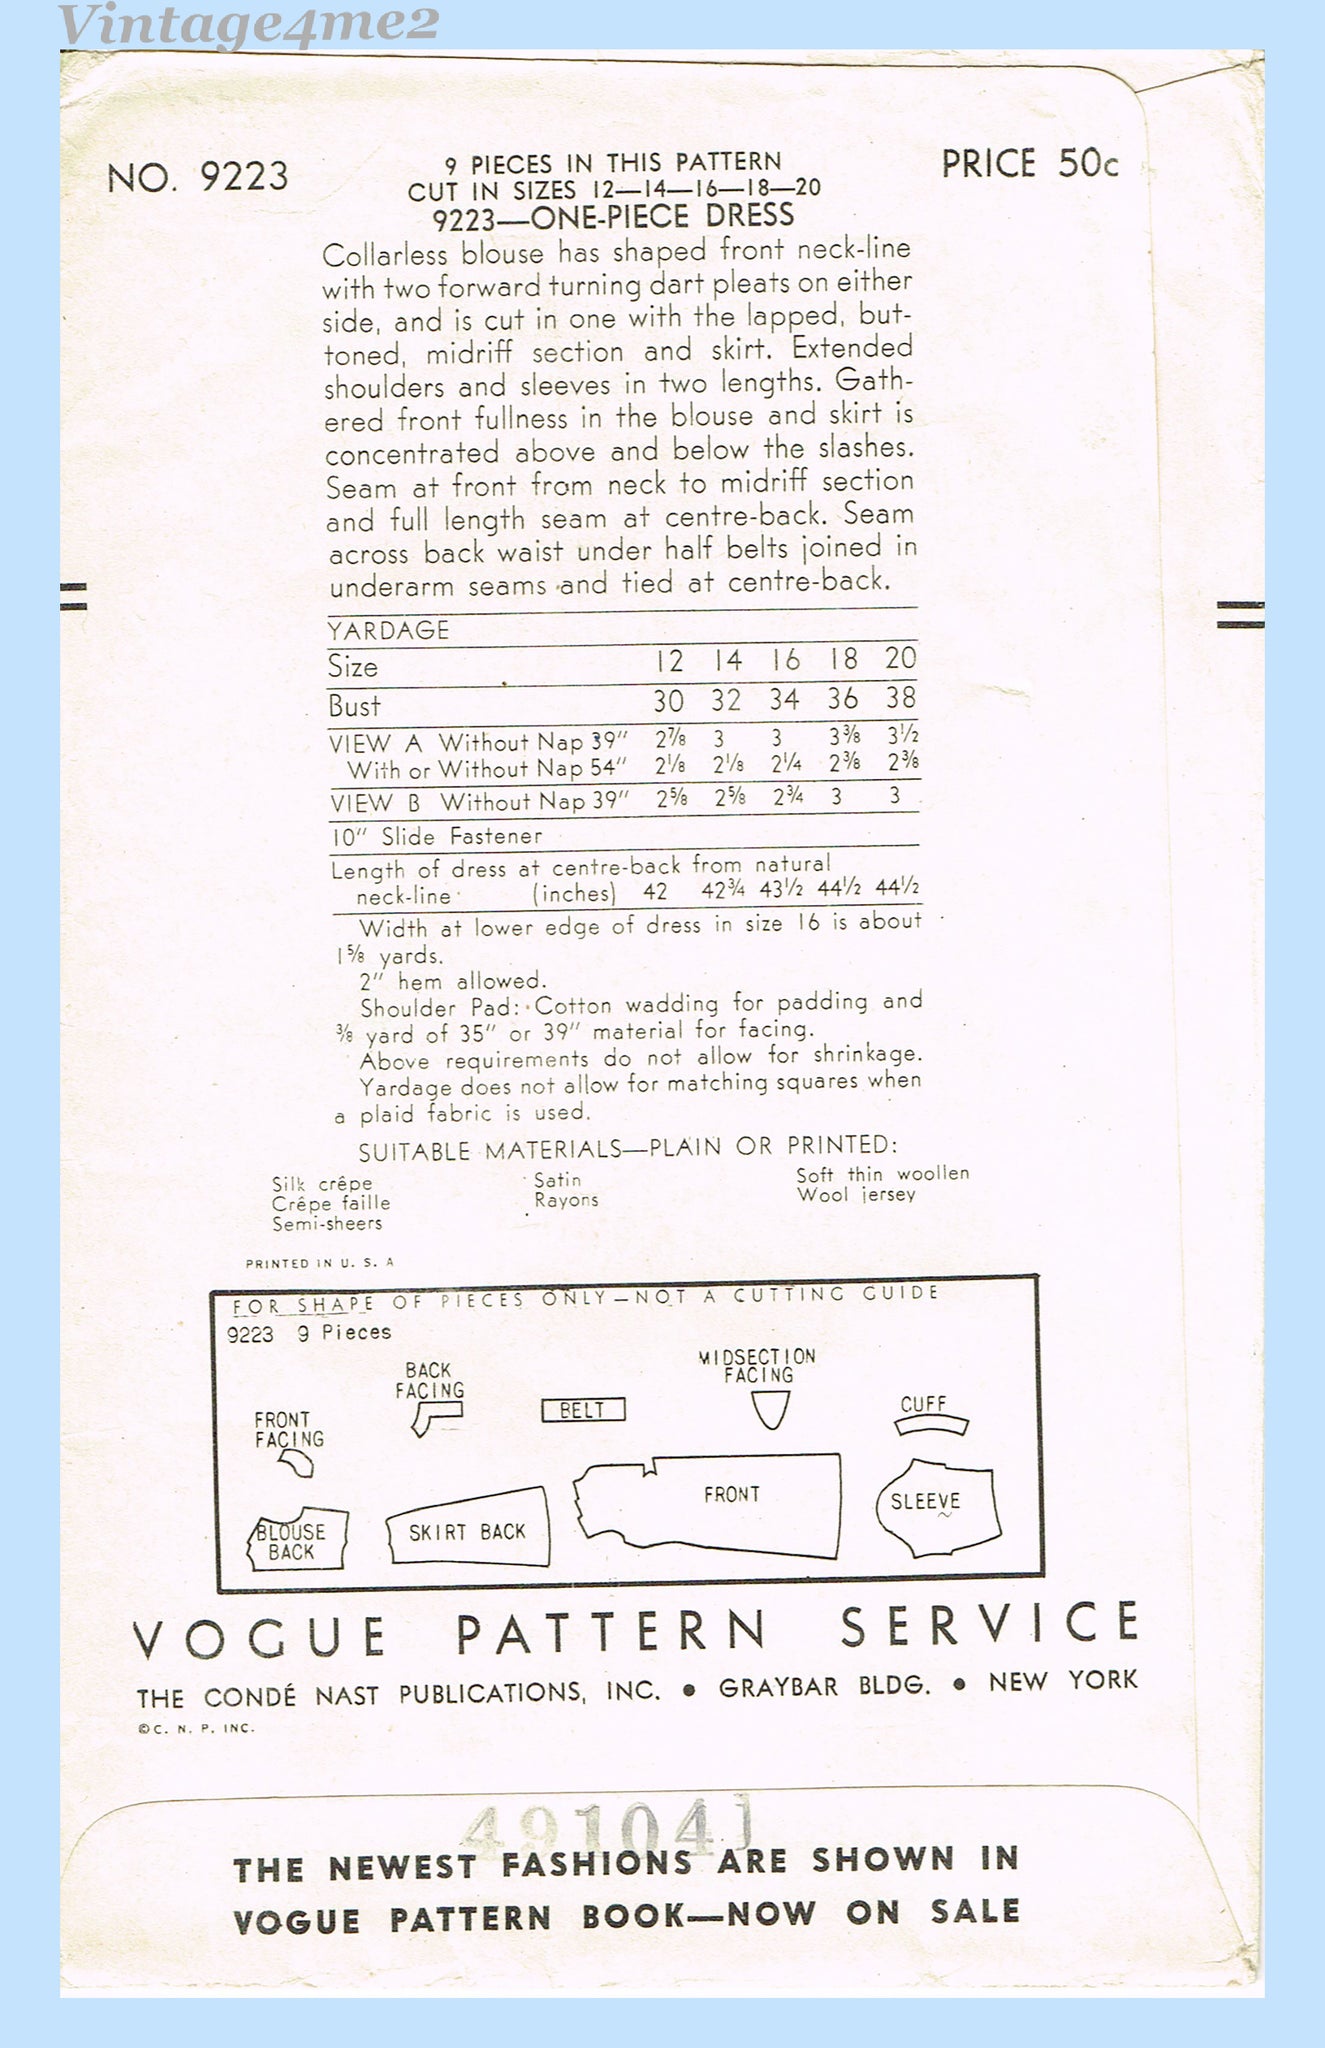 Vintage4me2
NO. 9223
9 PIECES IN THIS PATTERN
PRICE 50c
CUT IN SIZES 12—14—16—18—20
9223—ONE-PIECE DRESS
Collarless blouse has shaped front neck-line
with two forward turning dart pleats on either
side, and is cut in one with the lapped, but-
toned, midriff section and skirt. Extended
shoulders and sleeves in two lengths. Gath-
ered front fullness in the blouse and skirt is
concentrated above and below the slashes.
Seam at front from neck to midriff section
and full length seam at centre-back. Seam
across back waist under half belts joined in
underarm seams and tied at centre-back.
YARDAGE
Size 12 14 16 18 20
Bust 30 32 34 36 38
VIEW A Without Nap 39" 2⅞ 3 3 3⅜ 3½
With or Without Nap 54" 2⅛ 2⅛ 2¼ 2⅜ 2⅜
VIEW B Without Nap 39" 2⅝ 2⅝ 2¾ 3 3
10" Slide Fastener
Length of dress at centre-back from natural
neck-line (inches) 42 42¾ 43½ 44½ 44½
Width at lower edge of dress in size 16 is about
1⅝ yards.
2" hem allowed.
Shoulder Pad: Cotton wadding for padding and
⅜ yard of 35" or 39" material for facing.
Above requirements do not allow for shrinkage.
Yardage does not allow for matching squares when
a plaid fabric is used.
SUITABLE MATERIALS—PLAIN OR PRINTED:
Silk crêpe Satin Soft thin woollen
Crêpe faille Rayons Wool jersey
Semi-sheers
PRINTED IN U. S. A
FOR SHAPE OF PIECES ONLY—NOT A CUTTING GUIDE
9223 9 Pieces
BACK
FACING
MIDSECTION
FACING
FRONT
FACING
BELT
CUFF
BLOUSE
BACK
SKIRT BACK
FRONT
SLEEVE
VOGUE PATTERN SERVICE
THE CONDÉ NAST PUBLICATIONS, INC. • GRAYBAR BLDG. • NEW YORK
©C. N. P. INC.
49104J
THE NEWEST FASHIONS ARE SHOWN IN
VOGUE PATTERN BOOK—NOW ON SALE